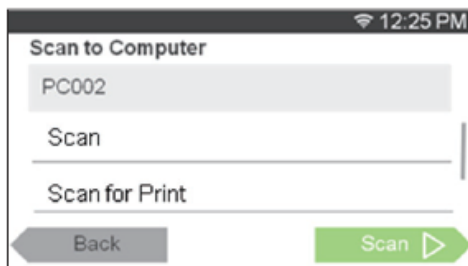 12:25 PM
Scan to Computer
PC002
Scan
Scan for Print
Back Scan